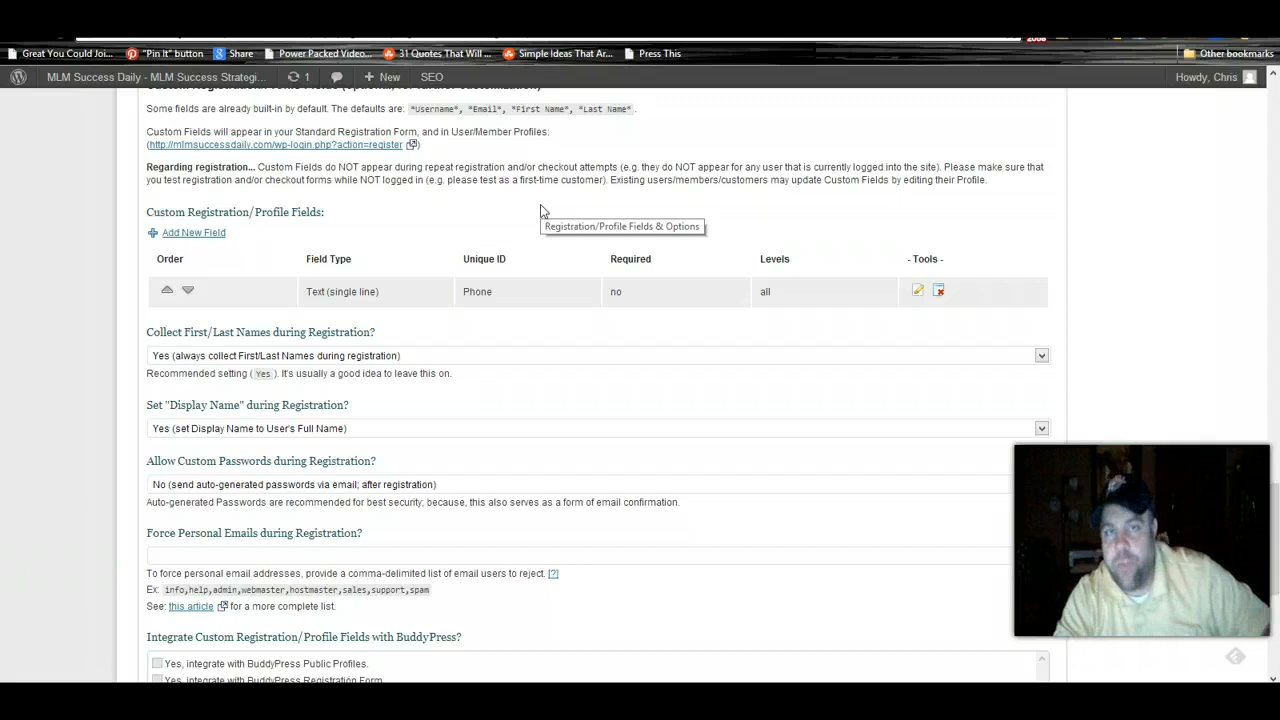 Great You Could Joi...
"Pin It" button
Share
Power Packed Video...
31 Quotes That Will ...
Simple Ideas That Ar...
Press This
Other bookmarks
MLM Success Daily - MLM Success Strategi...
1
New
SEO
Howdy, Chris
Some fields are already built-in by default. The defaults are: *Username*, *Email*, *First Name*, *Last Name*.
Custom Fields will appear in your Standard Registration Form, and in User/Member Profiles:
(http://mlmsuccessdaily.com/wp-login.php?action=register)
Regarding registration... Custom Fields do NOT appear during repeat registration and/or checkout attempts (e.g. they do NOT appear for any user that is currently logged into the site). Please make sure that
you test registration and/or checkout forms while NOT logged in (e.g. please test as a first-time customer). Existing users/members/customers may update Custom Fields by editing their Profile.
Custom Registration/Profile Fields:
Registration/Profile Fields & Options
Add New Field
Order Field Type Unique ID Required Levels - Tools -
Text (single line) Phone no all
Collect First/Last Names during Registration?
Yes (always collect First/Last Names during registration)
Recommended setting ( Yes ). It's usually a good idea to leave this on.
Set "Display Name" during Registration?
Yes (set Display Name to User's Full Name)
Allow Custom Passwords during Registration?
No (send auto-generated passwords via email; after registration)
Auto-generated Passwords are recommended for best security; because, this also serves as a form of email confirmation.
Force Personal Emails during Registration?
To force personal email addresses, provide a comma-delimited list of email users to reject. [?]
Ex: info,help,admin,webmaster,hostmaster,sales,support,spam
See: this article for a more complete list.
Integrate Custom Registration/Profile Fields with BuddyPress?
Yes, integrate with BuddyPress Public Profiles.
Yes, integrate with BuddyPress Registration Form.